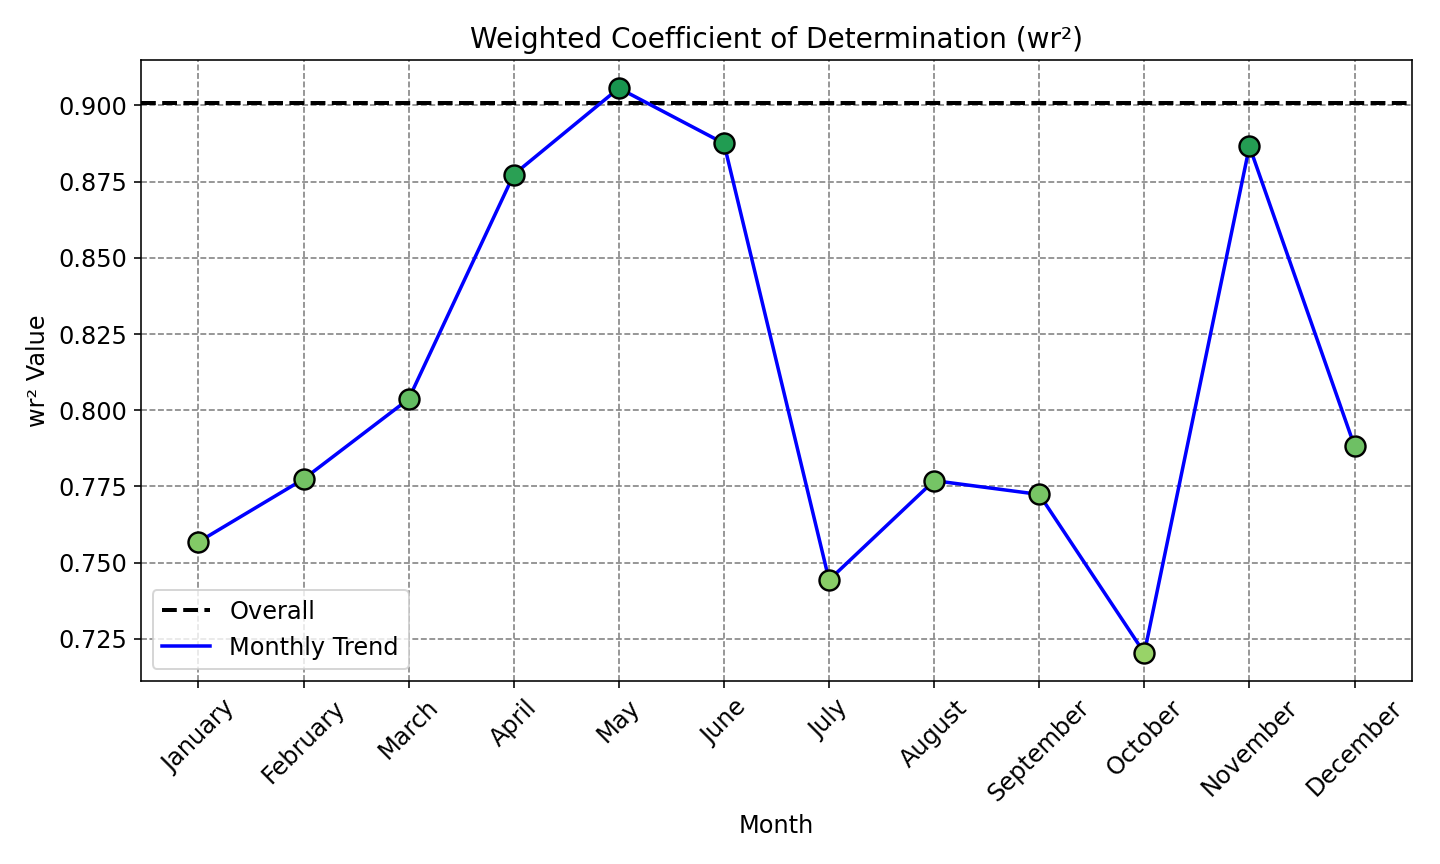 Weighted Coefficient of Determination (wr²)
wr² Value
0.900
0.875
0.850
0.825
0.800
0.775
0.750
0.725
Overall
Monthly Trend
January
February
March
April
May
June
July
August
September
October
November
December
Month